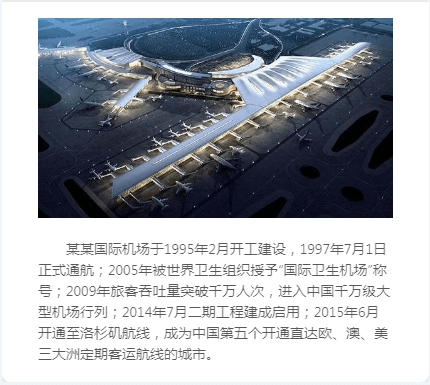 某某国际机场于1995年2月开工建设，1997年7月1日
正式通航；2005年被世界卫生组织授予“国际卫生机场”称
号；2009年旅客吞吐量突破千万人次，进入中国千万级大
型机场行列；2014年7月二期工程建成启用；2015年6月
开通至洛杉矶航线，成为中国第五个开通直达欧、澳、美
三大洲定期客运航线的城市。